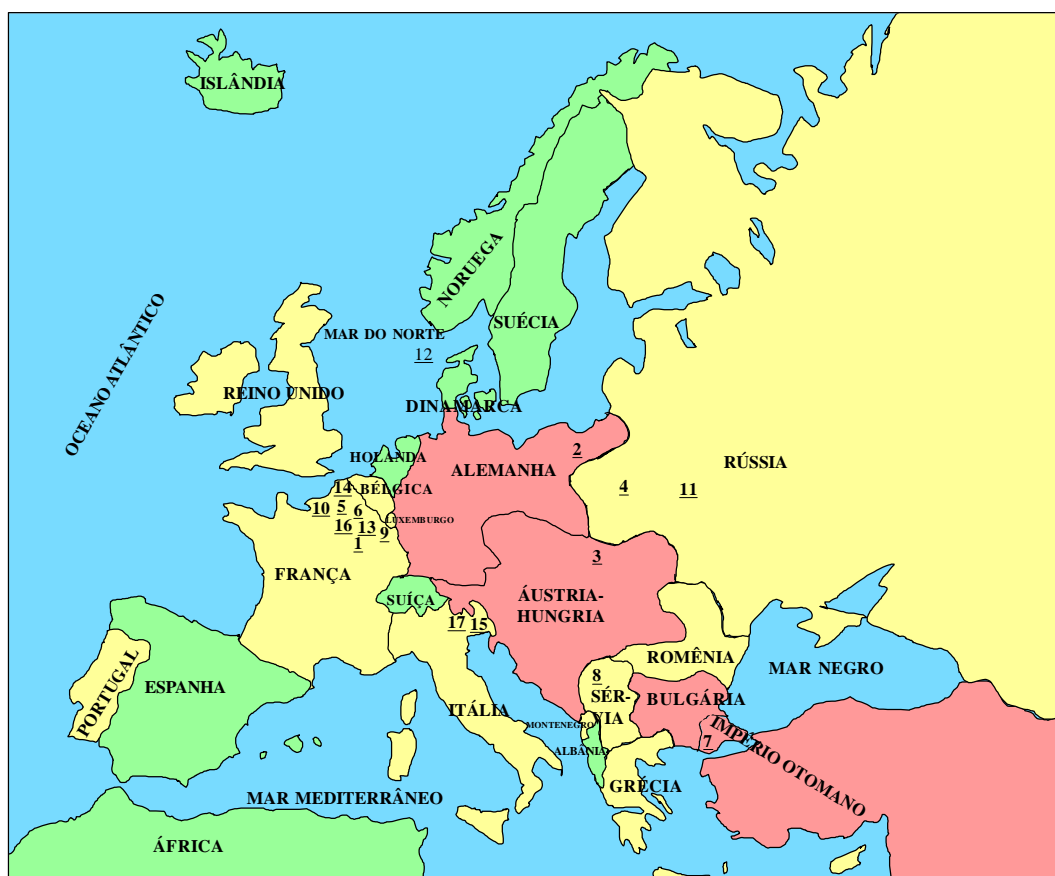 ISLÂNDIA
NORUEGA
SUÉCIA
MAR DO NORTE
12
OCEANO ATLÂNTICO
REINO UNIDO
DINAMARCA
HOLANDA
ALEMANHA
2
RÚSSIA
4
11
14
BÉLGICA
10
5
6
LUXEMBURGO
16
13
9
1
3
FRANÇA
SUÍÇA
ÁUSTRIA-
HUNGRIA
17
15
ROMÊNIA
MAR NEGRO
PORTUGAL
ESPANHA
ITÁLIA
8
SÉR-
VIA
BULGÁRIA
MONTENEGRO
ALBÂNIA
7
IMPÉRIO OTOMANO
GRÉCIA
MAR MEDITERRÂNEO
ÁFRICA